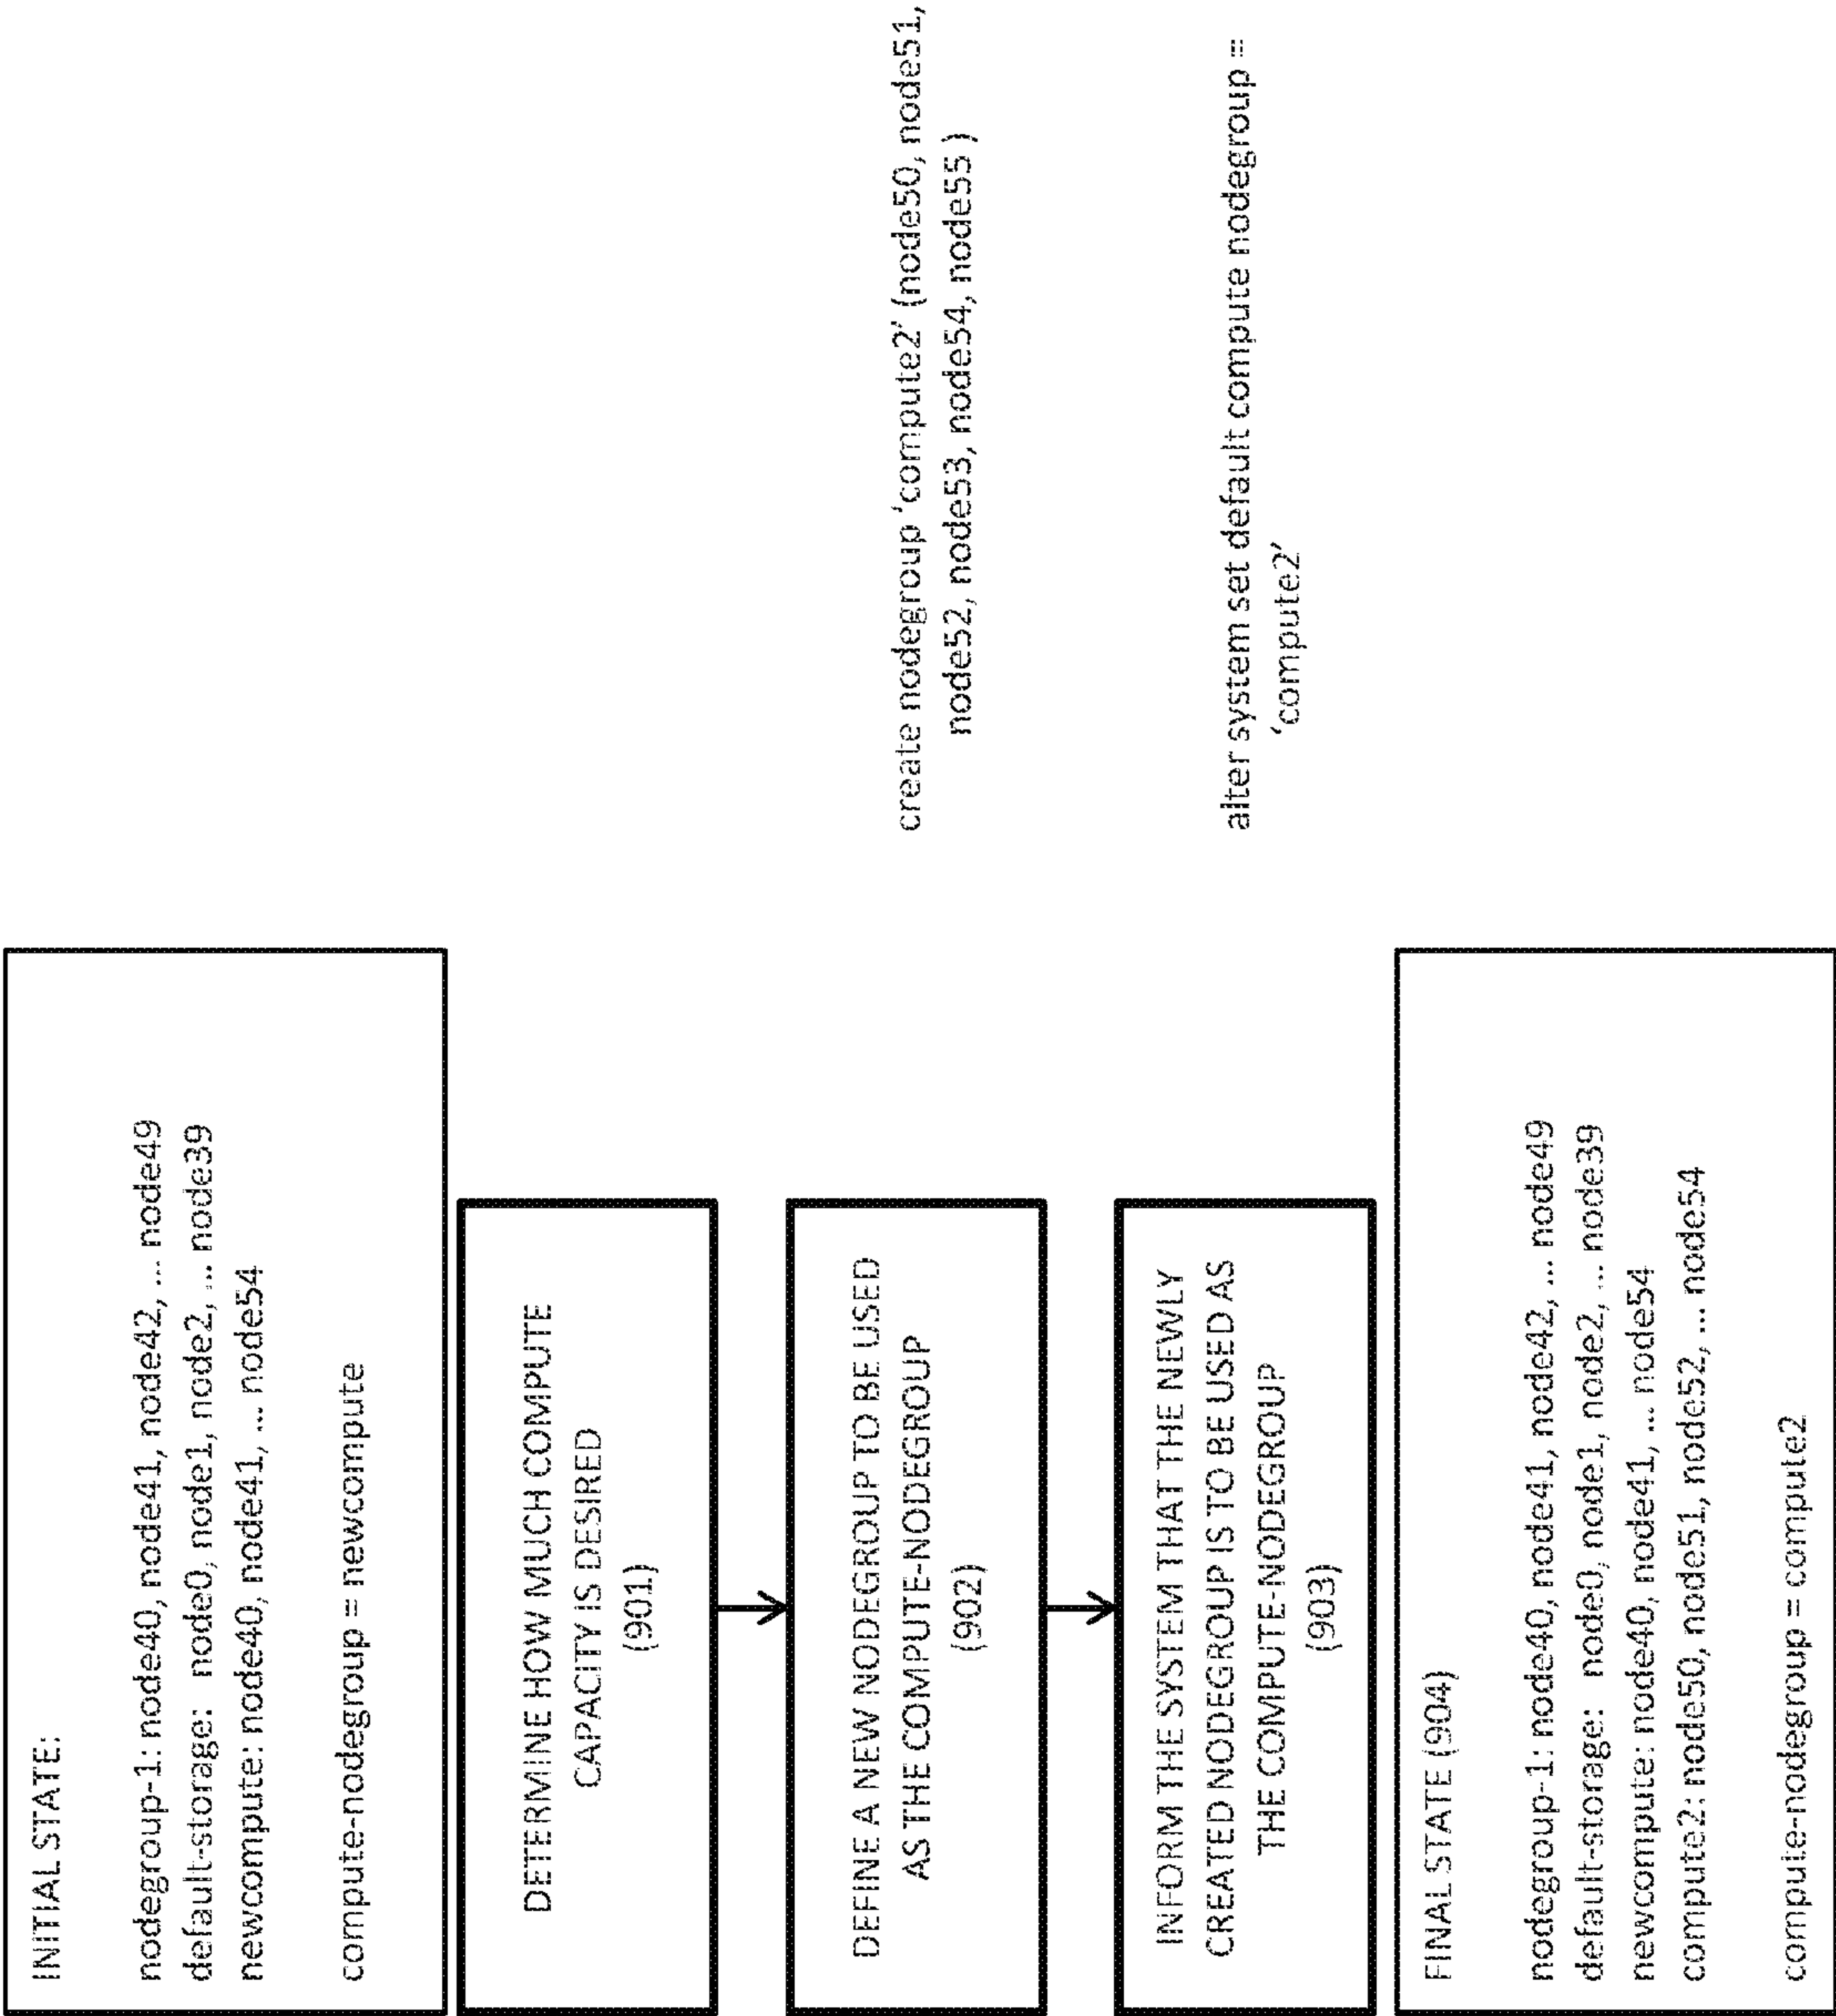 INITIAL STATE:
nodegroup-1: node40, node41, node42, ... node49
default-storage: node0, node1, node2, ... node39
newcompute: node40, node41, ... node54
compute-nodegroup = newcompute
DETERMINE HOW MUCH COMPUTE
CAPACITY IS DESIRED
(901)
DEFINE A NEW NODEGROUP TO BE USED
AS THE COMPUTE-NODEGROUP
(902)
create nodegroup 'compute2' (node50, node51,
node52, node53, node54, node55 )
INFORM THE SYSTEM THAT THE NEWLY
CREATED NODEGROUP IS TO BE USED AS
THE COMPUTE-NODEGROUP
(903)
alter system set default compute nodegroup =
'compute2'
FINAL STATE (904)
nodegroup-1: node40, node41, node42, ... node49
default-storage: node0, node1, node2, ... node39
newcompute: node40, node41, ... node54
compute2: node50, node51, node52, ... node54
compute-nodegroup = compute2